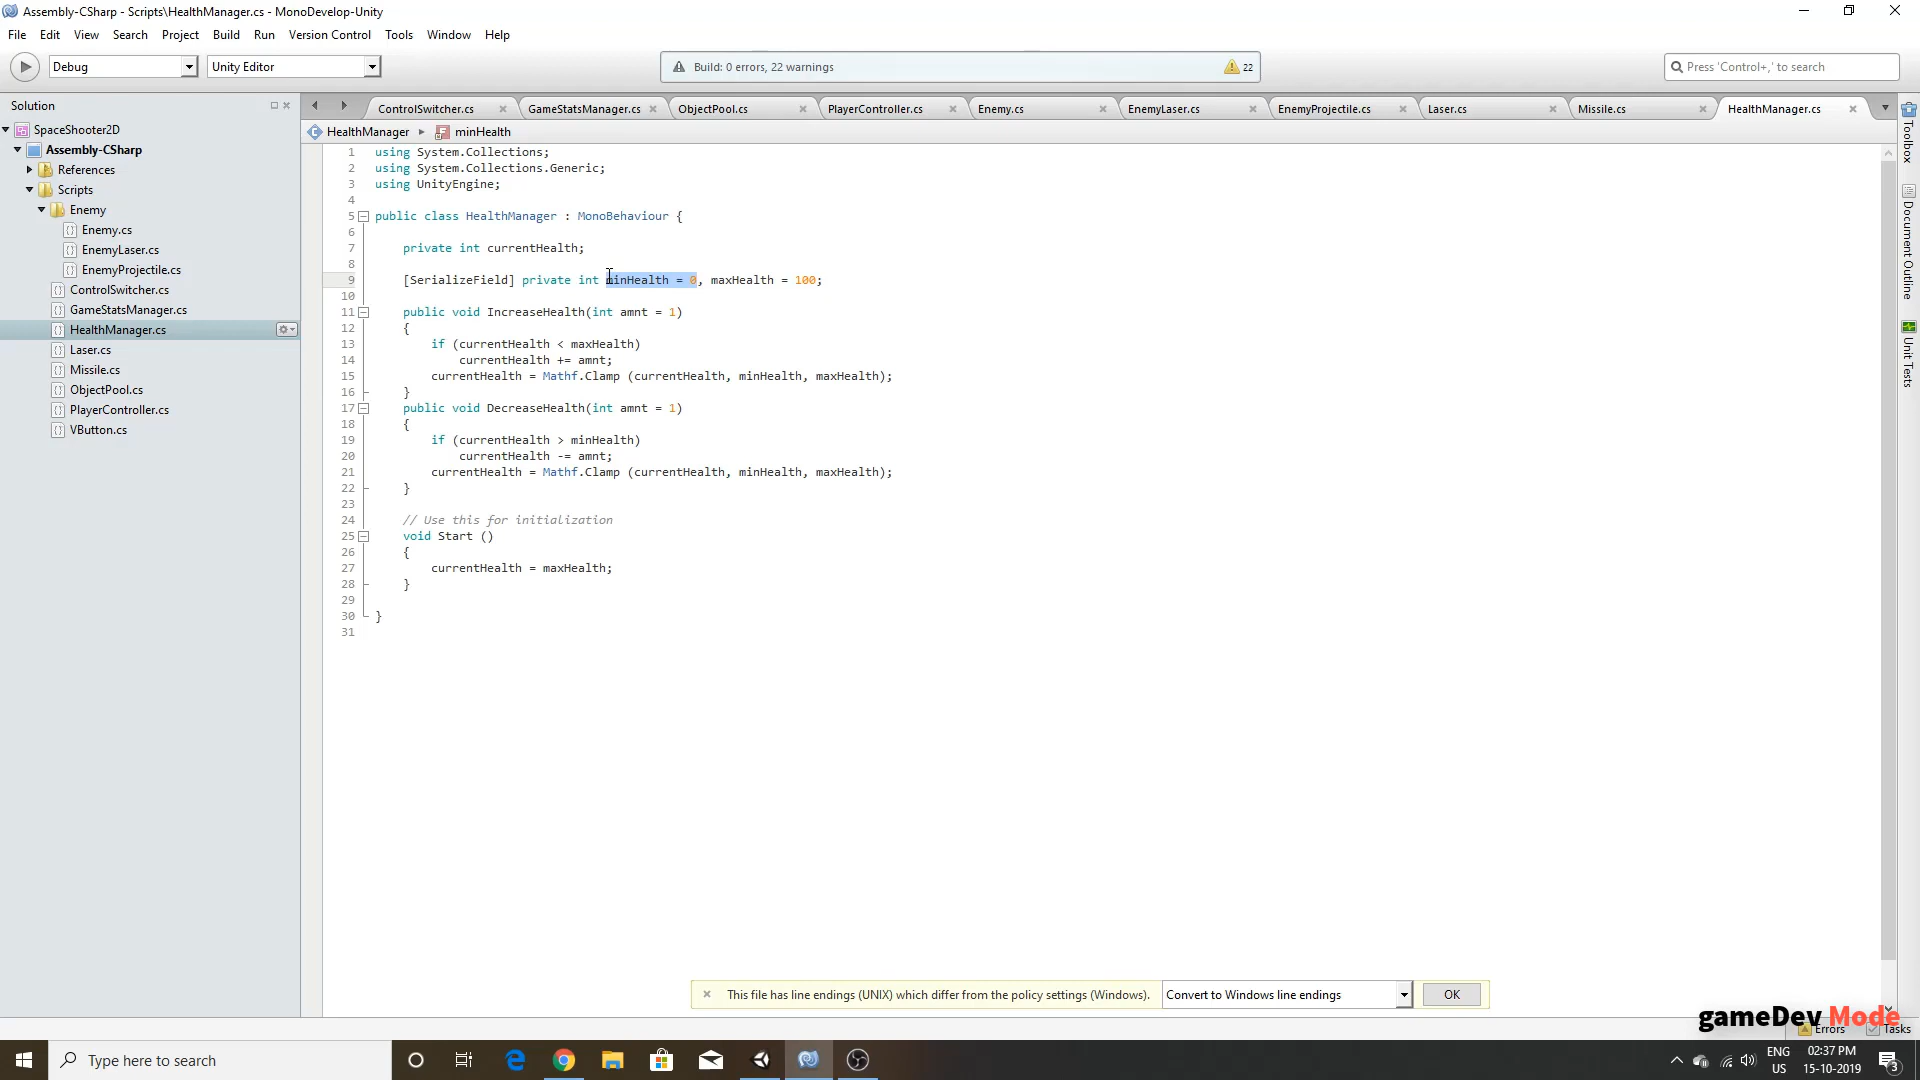 Assembly-CSharp - Scripts\HealthManager.cs - MonoDevelop-Unity
File Edit View Search Project Build Run Version Control Tools Window Help
Debug Unity Editor Build: 0 errors, 22 warnings 22 Press 'Control+,' to search
Solution
SpaceShooter2D
Assembly-CSharp
References
Scripts
Enemy
Enemy.cs
EnemyLaser.cs
EnemyProjectile.cs
ControlSwitcher.cs
GameStatsManager.cs
HealthManager.cs
Laser.cs
Missile.cs
ObjectPool.cs
PlayerController.cs
VButton.cs
ControlSwitcher.cs GameStatsManager.cs ObjectPool.cs PlayerController.cs Enemy.cs EnemyLaser.cs EnemyProjectile.cs Laser.cs Missile.cs HealthManager.cs
HealthManager minHealth
1 using System.Collections;
2 using System.Collections.Generic;
3 using UnityEngine;
4
5 public class HealthManager : MonoBehaviour {
6
7 private int currentHealth;
8
9 [SerializeField] private int minHealth = 0, maxHealth = 100;
10
11 public void IncreaseHealth(int amnt = 1)
12 {
13 if (currentHealth < maxHealth)
14 currentHealth += amnt;
15 currentHealth = Mathf.Clamp (currentHealth, minHealth, maxHealth);
16 }
17 public void DecreaseHealth(int amnt = 1)
18 {
19 if (currentHealth > minHealth)
20 currentHealth -= amnt;
21 currentHealth = Mathf.Clamp (currentHealth, minHealth, maxHealth);
22 }
23
24 // Use this for initialization
25 void Start ()
26 {
27 currentHealth = maxHealth;
28 }
29
30 }
31
Toolbox
Document Outline
Unit Tests
This file has line endings (UNIX) which differ from the policy settings (Windows). Convert to Windows line endings OK
gameDev Mode
Errors Tasks
Type here to search
ENG
US
02:37 PM
15-10-2019
3